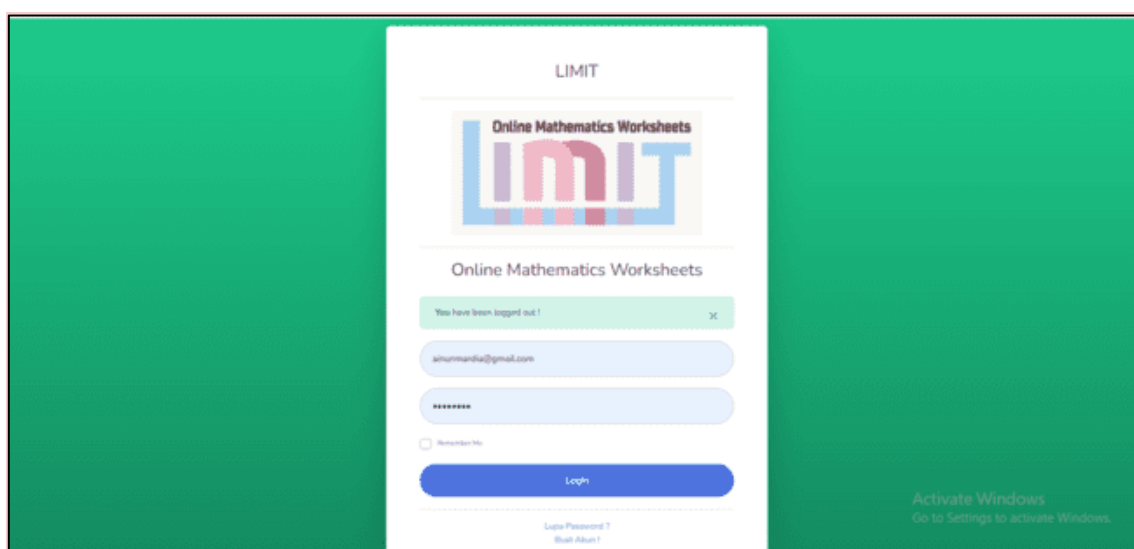 LIMIT
Online Mathematics Worksheets
LIMIT
Online Mathematics Worksheets
You have been logged out !
ainunmardia@gmail.com
Remember Me
Login
Activate Windows
Go to Settings to activate Windows.
Lupa Password ?
Buat Akun !